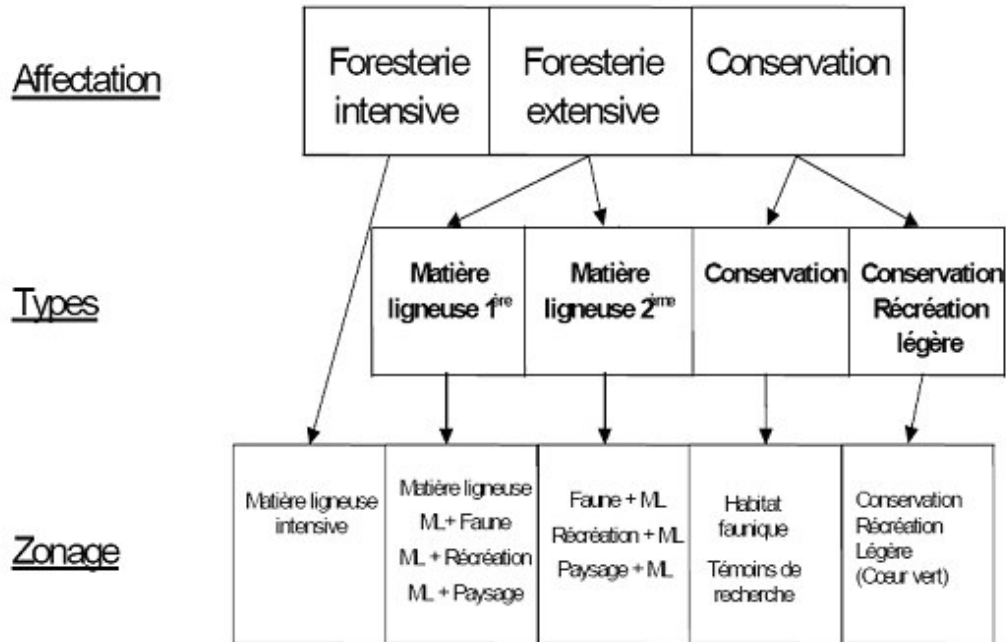 Affectation
Foresterie
intensive
Foresterie
extensive
Conservation
Types
Matière
ligneuse 1ère
Matière
ligneuse 2ème
Conservation
Conservation
Récréation
légère
Zonage
Matière ligneuse
intensive
Matière ligneuse
ML+ Faune
ML + Récréation
ML + Paysage
Faune + ML
Récréation + ML
Paysage + ML
Habitat
faunique
Témoins de
recherche
Conservation
Récréation
Légère
(Cœur vert)